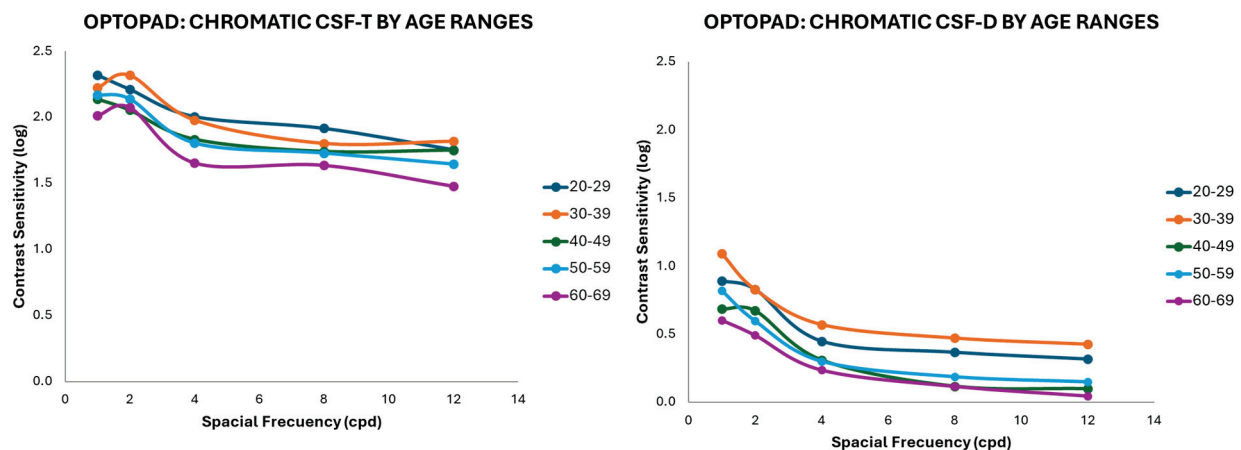 OPTOPAD: CHROMATIC CSF-T BY AGE RANGES
Contrast Sensitivity (log)
2.5
2.0
1.5
1.0
0.5
0.0
0 2 4 6 8 10 12 14
Spacial Frecuency (cpd)
20-29
30-39
40-49
50-59
60-69
OPTOPAD: CHROMATIC CSF-D BY AGE RANGES
Contrast Sensitivity (log)
2.5
2.0
1.5
1.0
0.5
0.0
0 2 4 6 8 10 12 14
Spacial Frecuency (cpd)
20-29
30-39
40-49
50-59
60-69